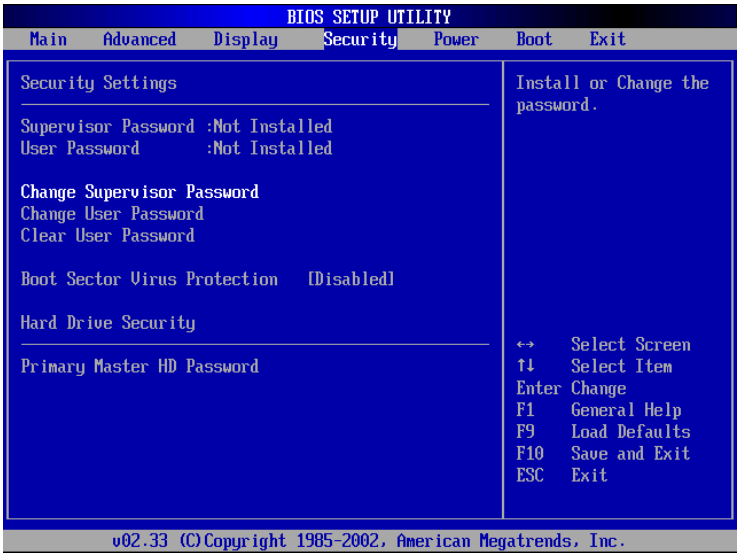 BIOS SETUP UTILITY
Main Advanced Display Security Power Boot Exit
Security Settings
Supervisor Password :Not Installed
User Password :Not Installed
Change Supervisor Password
Change User Password
Clear User Password
Boot Sector Virus Protection [Disabled]
Hard Drive Security
Primary Master HD Password
Install or Change the
password.
↔ Select Screen
↑↓ Select Item
Enter Change
F1 General Help
F9 Load Defaults
F10 Save and Exit
ESC Exit
v02.33 (C)Copyright 1985-2002, American Megatrends, Inc.